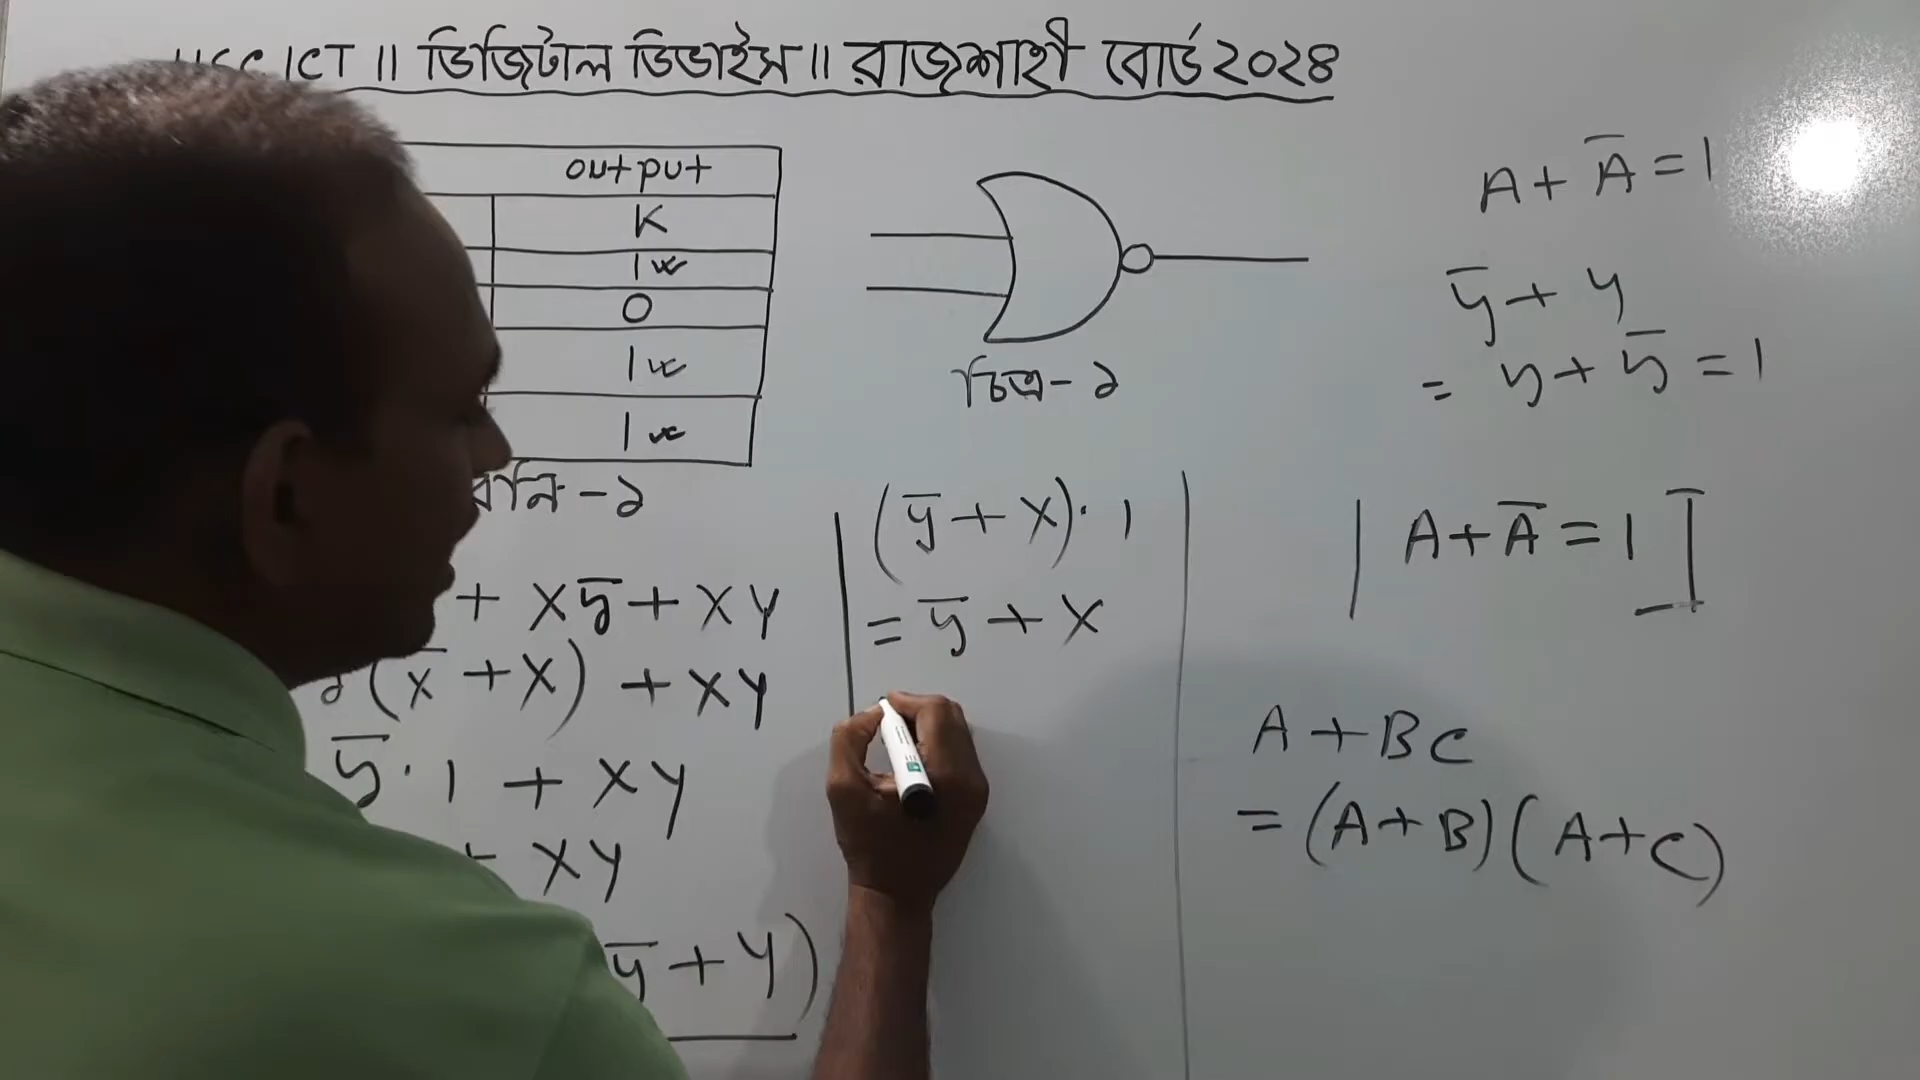 ICT || ডিজিটাল ডিভাইস || রাজশাহী বোর্ড ২০২৪
output
K
1
0
1
1
চিত্র - ১
A + A̅ = 1
y̅ + y
= y + y̅ = 1
+ xy̅ + xy
(x̅ + x) + xy
y̅ · 1 + xy
+ xy
y̅ + y)
(y̅ + x) · 1
= y̅ + x
| A + A̅ = 1 ]
A + BC
= (A + B) (A + C)